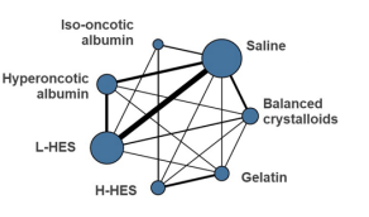 Iso-oncotic
albumin
Saline
Hyperoncotic
albumin
Balanced
crystalloids
L-HES
Gelatin
H-HES